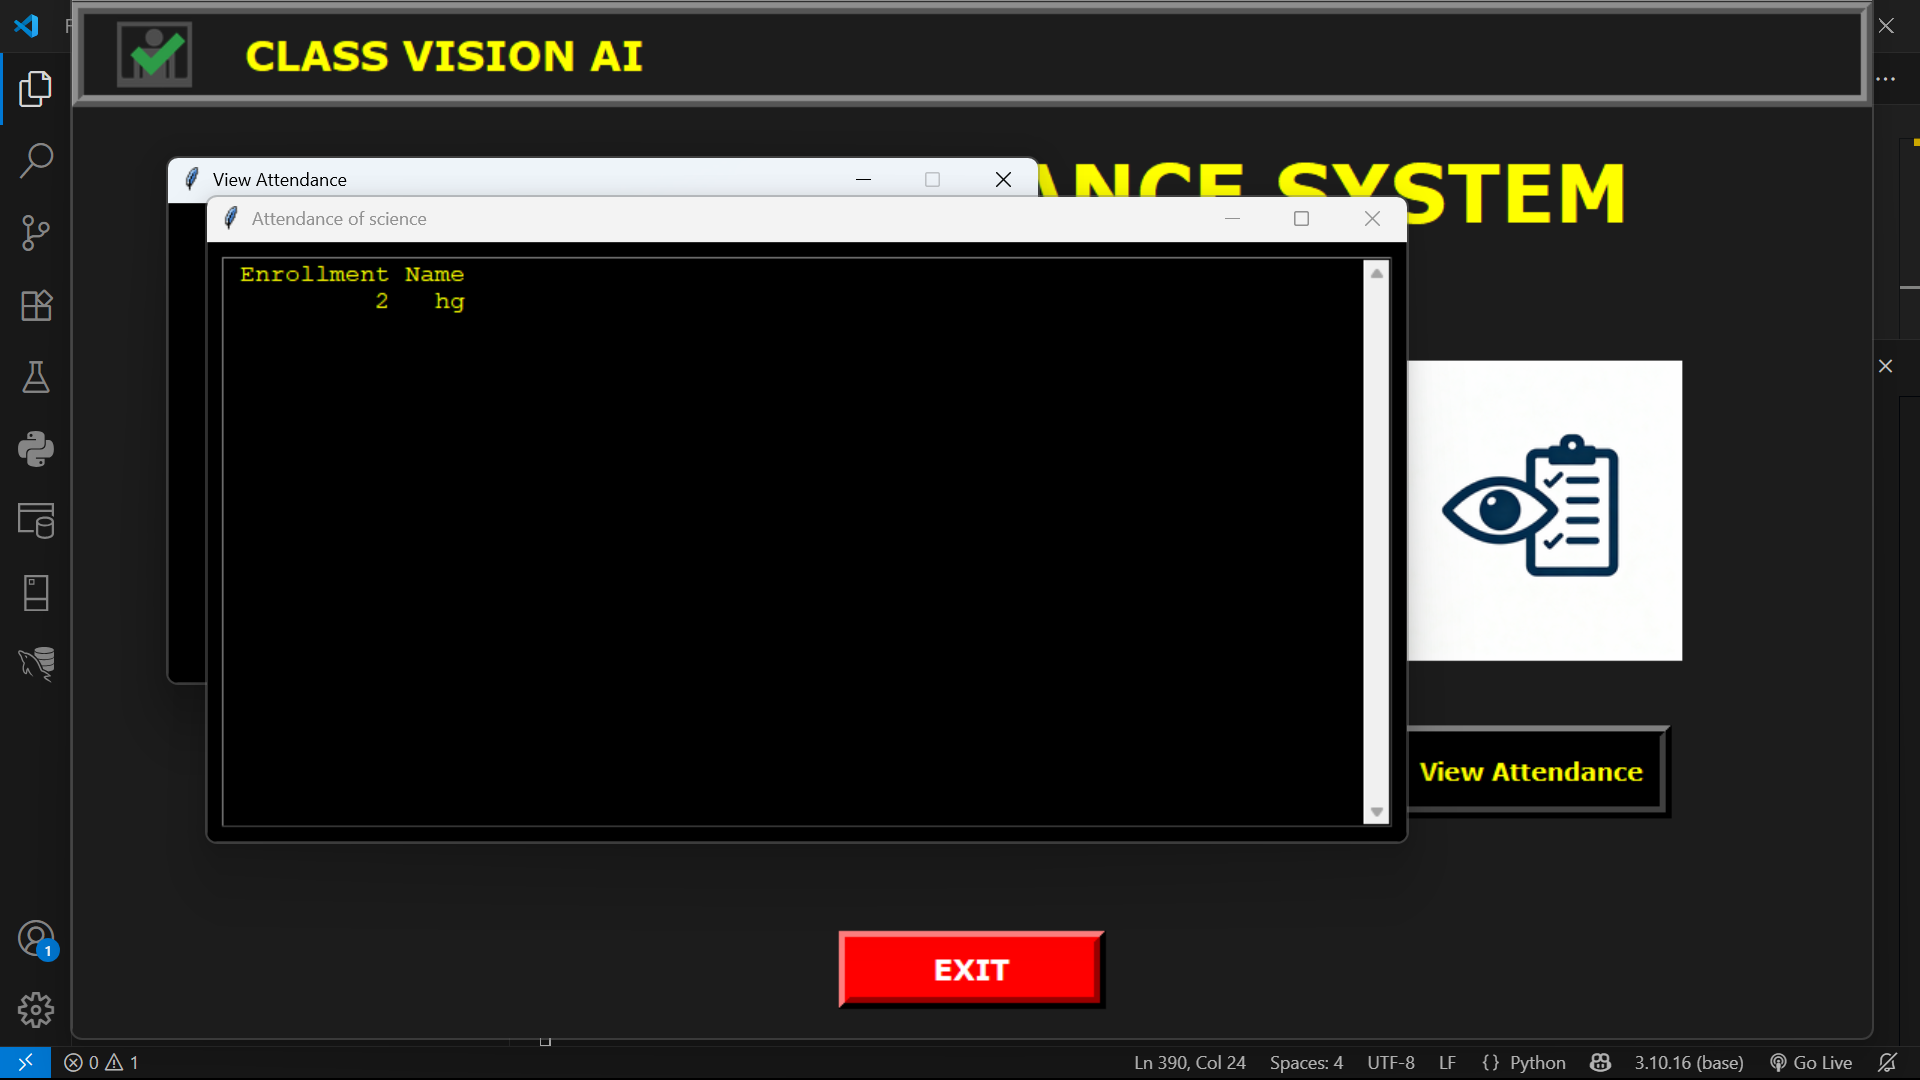 CLASS VISION AI
SYSTEM
View Attendance
Attendance of science
Enrollment Name
2 hg
View Attendance
EXIT
1
0 1
Ln 390, Col 24 Spaces: 4 UTF-8 LF {} Python 3.10.16 (base) Go Live